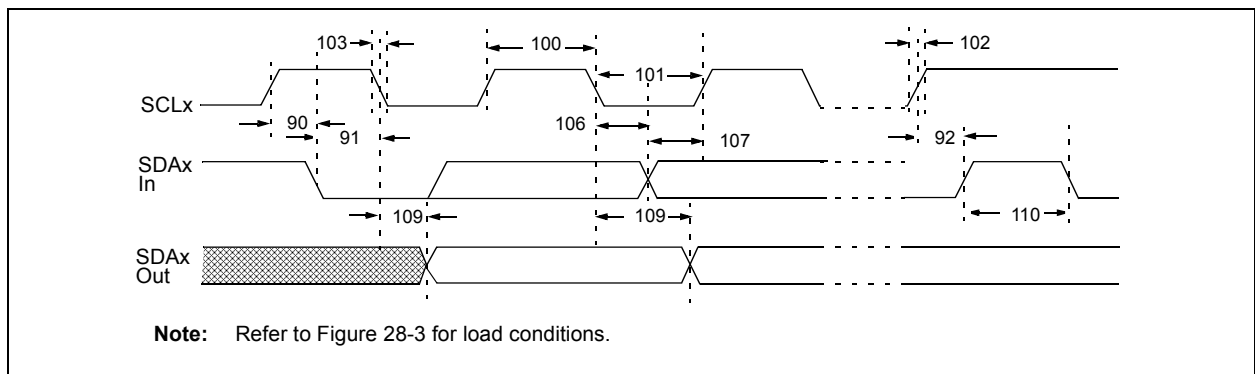 103
100
102
101
SCLx
90
91
106
107
92
SDAx
In
109
109
110
SDAx
Out
Note: Refer to Figure 28-3 for load conditions.